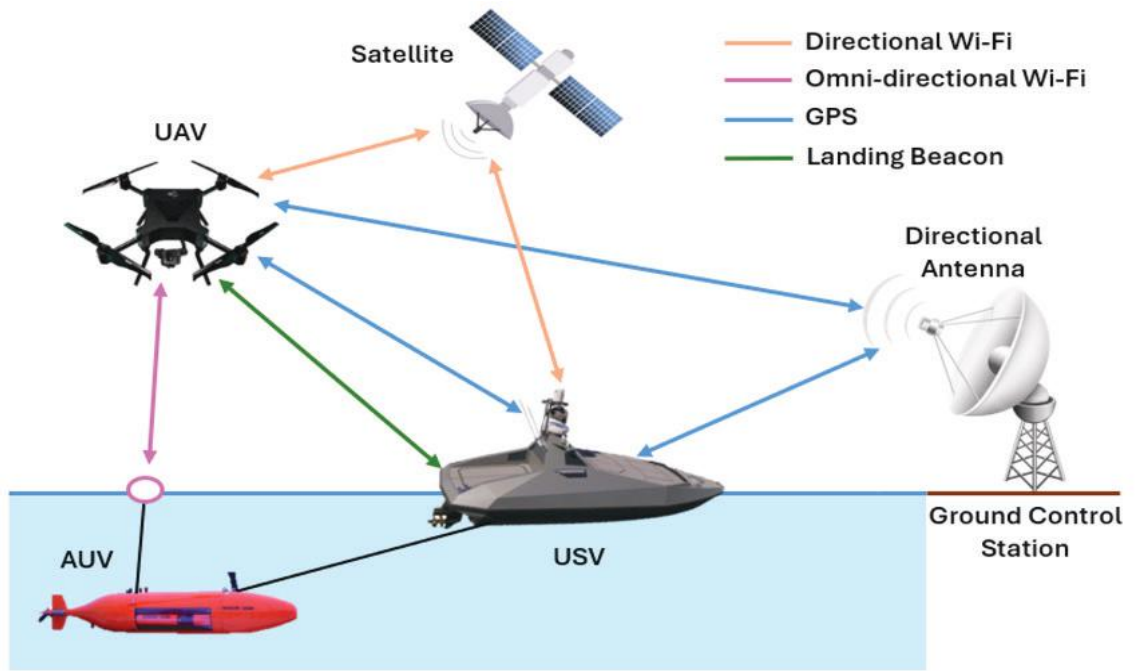 Satellite
Directional Wi-Fi
Omni-directional Wi-Fi
GPS
Landing Beacon
UAV
Directional
Antenna
AUV
USV
Ground Control
Station